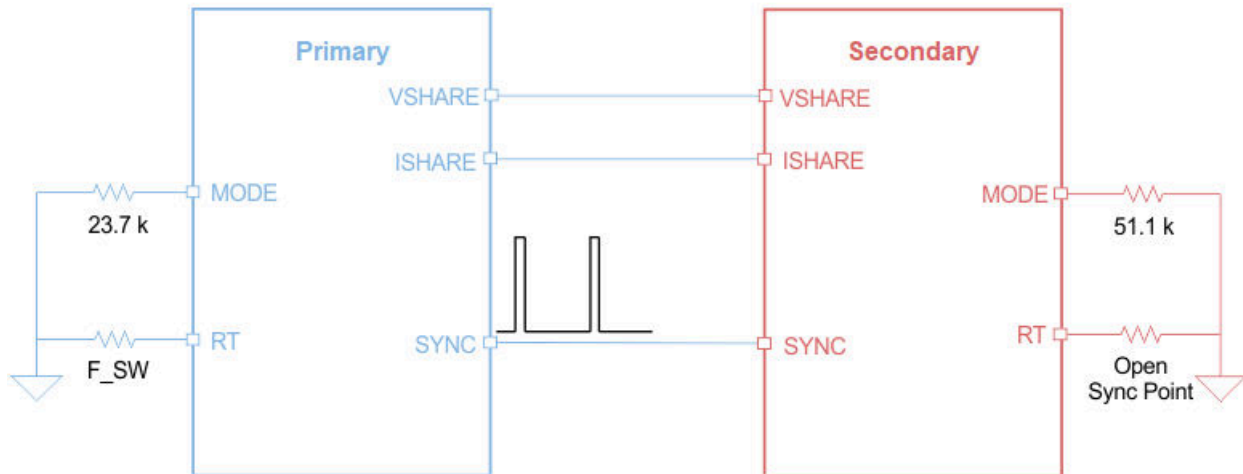 Primary
Secondary
VSHARE
VSHARE
ISHARE
ISHARE
MODE
23.7 k
MODE
51.1 k
RT
F_SW
SYNC
SYNC
RT
Open
Sync Point